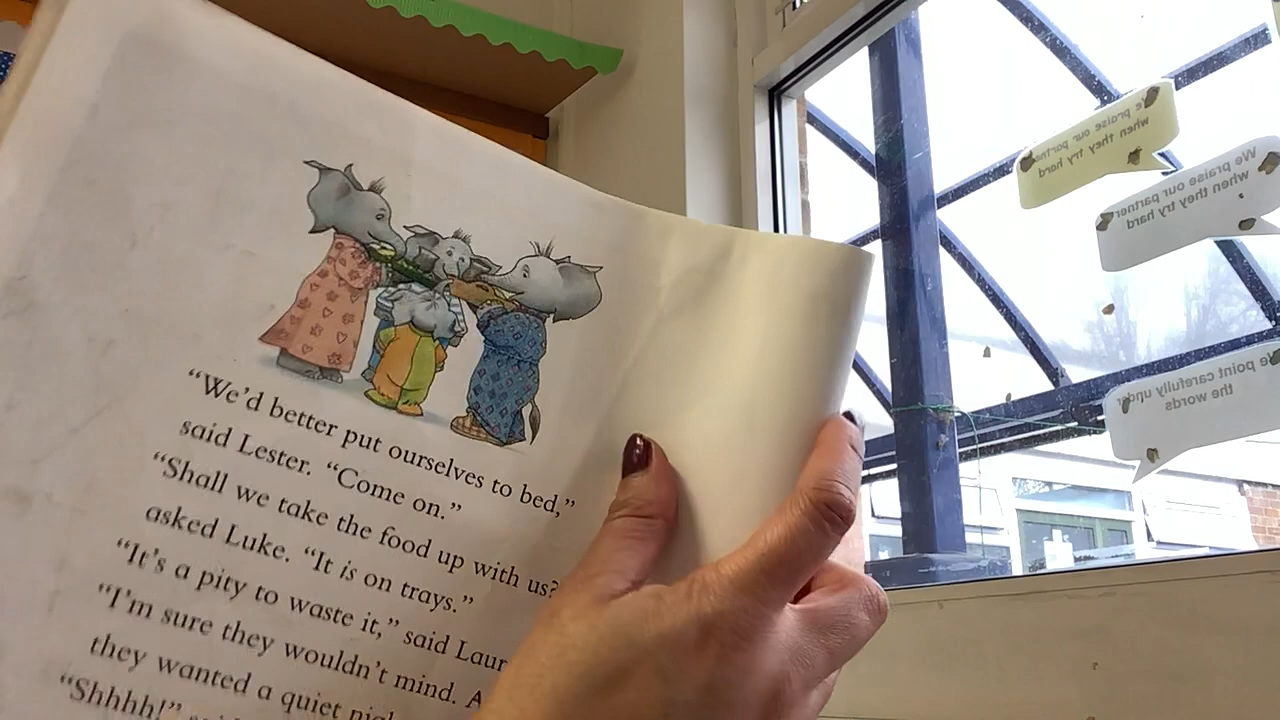 “We’d better put ourselves to bed,”
said Lester. “Come on.”
“Shall we take the food up with us?
asked Luke. “It is on trays.”
“It’s a pity to waste it,” said Laur
“I’m sure they wouldn’t mind. A
they wanted a quiet nigh
“Shhhh!”
We praise our partner
when they try hard
We praise our partner
when they try hard
We point carefully under
the words